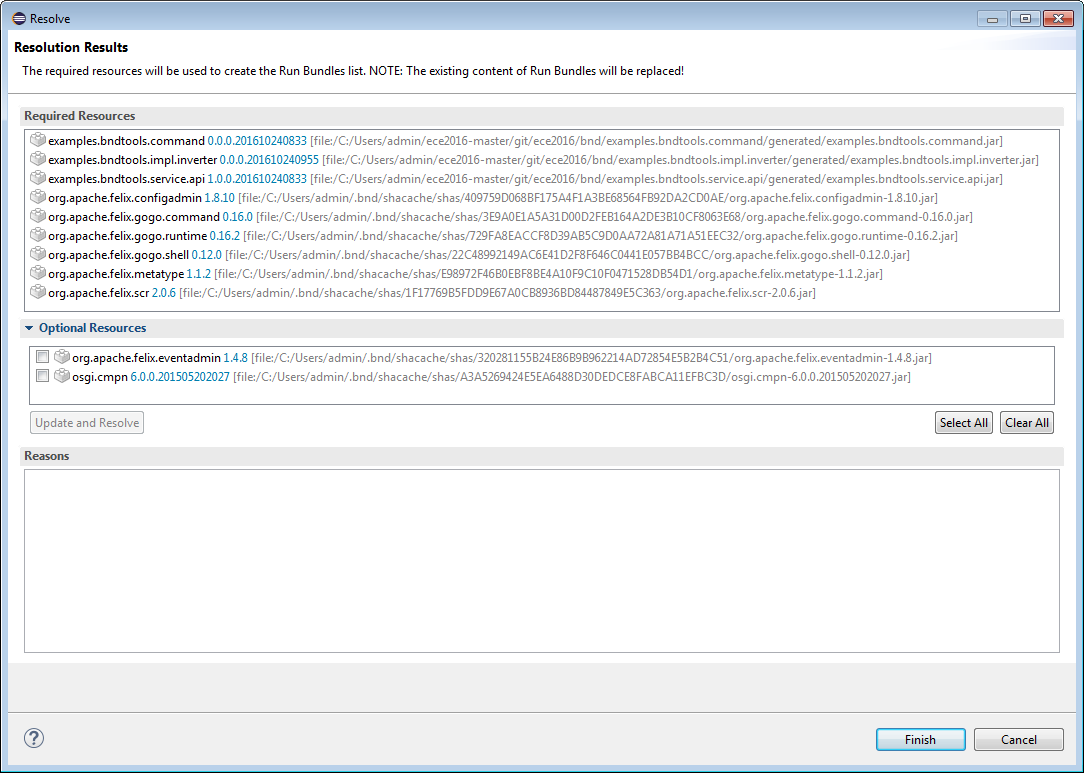 Resolve
Resolution Results
The required resources will be used to create the Run Bundles list. NOTE: The existing content of Run Bundles will be replaced!
Required Resources
examples.bndtools.command 0.0.0.201610240833 [file:/C:/Users/admin/ece2016-master/git/ece2016/bnd/examples.bndtools.command/generated/examples.bndtools.command.jar]
examples.bndtools.impl.inverter 0.0.0.201610240955 [file:/C:/Users/admin/ece2016-master/git/ece2016/bnd/examples.bndtools.impl.inverter/generated/examples.bndtools.impl.inverter.jar]
examples.bndtools.service.api 1.0.0.201610240833 [file:/C:/Users/admin/ece2016-master/git/ece2016/bnd/examples.bndtools.service.api/generated/examples.bndtools.service.api.jar]
org.apache.felix.configadmin 1.8.10 [file:/C:/Users/admin/.bnd/shacache/shas/409759D068BF175A4F1A3BE68564FB92DA2CD0AE/org.apache.felix.configadmin-1.8.10.jar]
org.apache.felix.gogo.command 0.16.0 [file:/C:/Users/admin/.bnd/shacache/shas/3E9A0E1A5A31D00D2FEB164A2DE3B10CF8063E68/org.apache.felix.gogo.command-0.16.0.jar]
org.apache.felix.gogo.runtime 0.16.2 [file:/C:/Users/admin/.bnd/shacache/shas/729FA8EACCF8D39AB5C9D0AA72A81A71A51EEC32/org.apache.felix.gogo.runtime-0.16.2.jar]
org.apache.felix.gogo.shell 0.12.0 [file:/C:/Users/admin/.bnd/shacache/shas/22C48992149AC6E41D2F8F646C0441E057BB4BCC/org.apache.felix.gogo.shell-0.12.0.jar]
org.apache.felix.metatype 1.1.2 [file:/C:/Users/admin/.bnd/shacache/shas/E98972F46B0EBF8BE4A10F9C10F0471528DB54D1/org.apache.felix.metatype-1.1.2.jar]
org.apache.felix.scr 2.0.6 [file:/C:/Users/admin/.bnd/shacache/shas/1F17769B5FDD9E67A0CB8936BD84487849E5C363/org.apache.felix.scr-2.0.6.jar]
Optional Resources
org.apache.felix.eventadmin 1.4.8 [file:/C:/Users/admin/.bnd/shacache/shas/320281155B24E86B9B962214AD72854E5B2B4C51/org.apache.felix.eventadmin-1.4.8.jar]
osgi.cmpn 6.0.0.201505202027 [file:/C:/Users/admin/.bnd/shacache/shas/A3A5269424E5EA6488D30DEDCE8FABCA11EFBC3D/osgi.cmpn-6.0.0.201505202027.jar]
Update and Resolve Select All Clear All
Reasons
? Finish Cancel